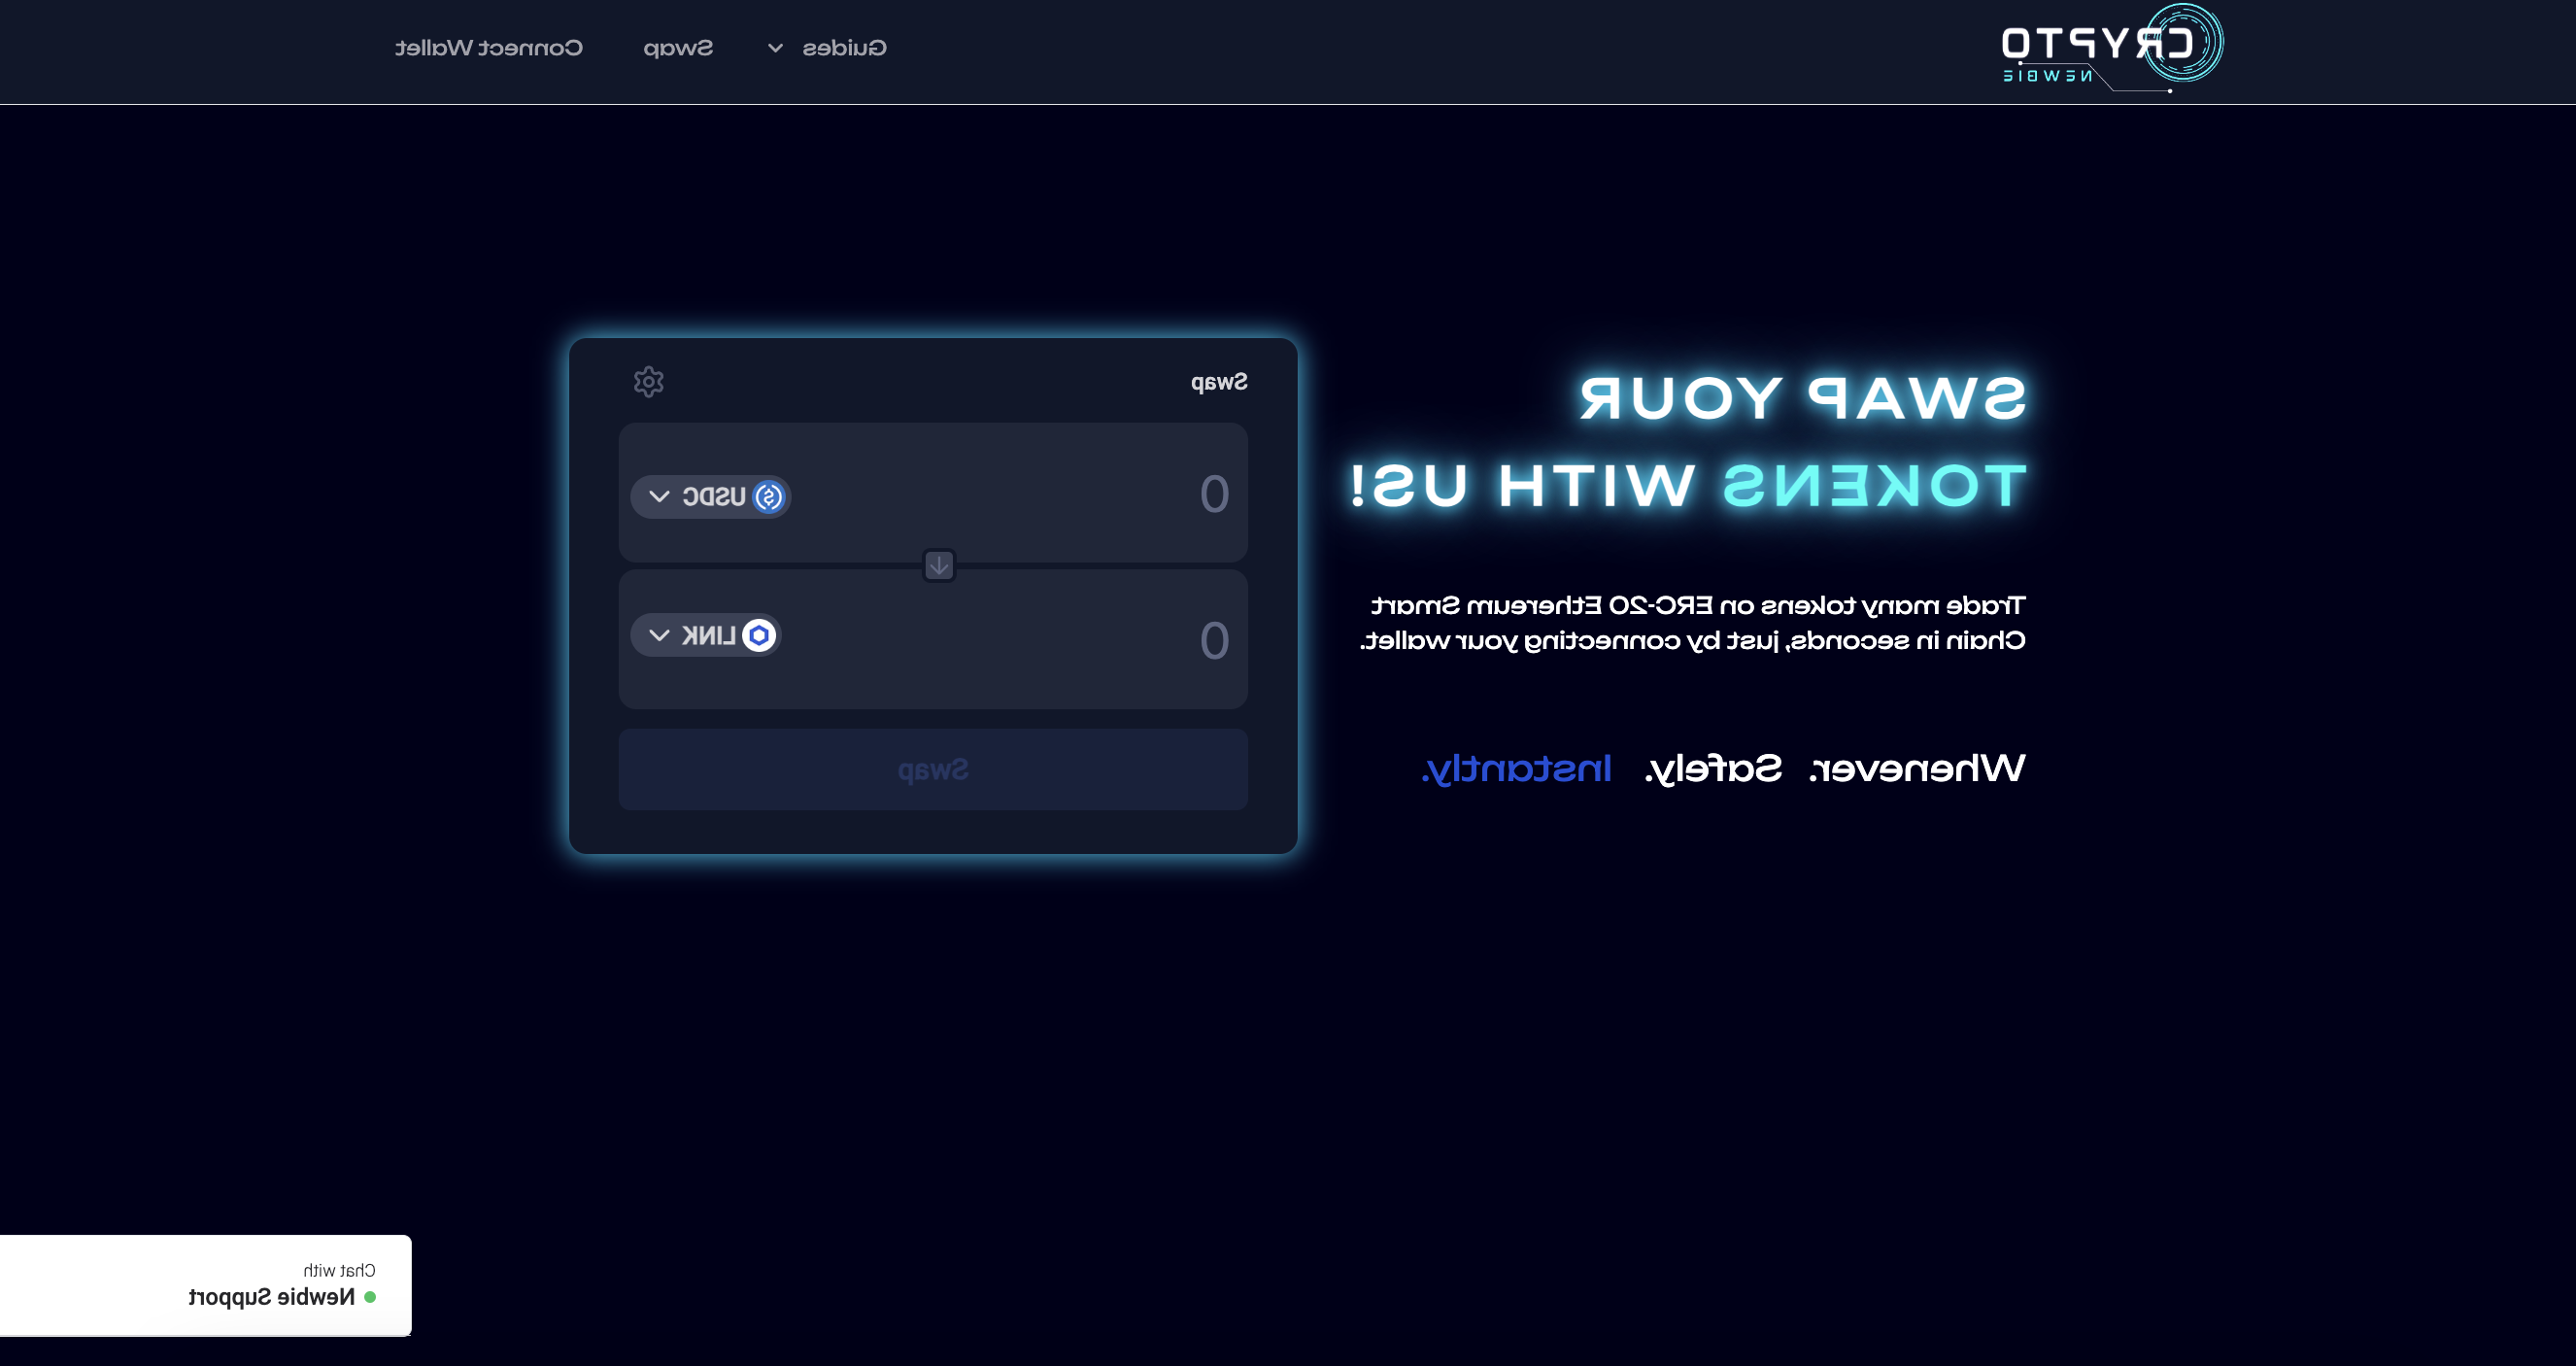 CRYPTO
NEWBIE
Guides
Swap
Connect Wallet
SWAP YOUR
TOKENS WITH US!
Trade many tokens on ERC-20 Ethereum Smart
Chain in seconds, just by connecting your wallet.
Whenever. Safely. Instantly.
Swap
0
USDC
0
LINK
Swap
Chat with
Newbie Support